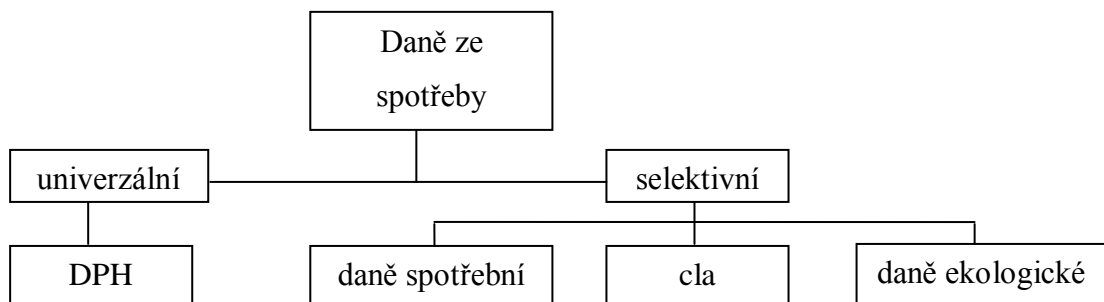 Daně ze
spotřeby
univerzální
selektivní
DPH
daně spotřební
cla
daně ekologické